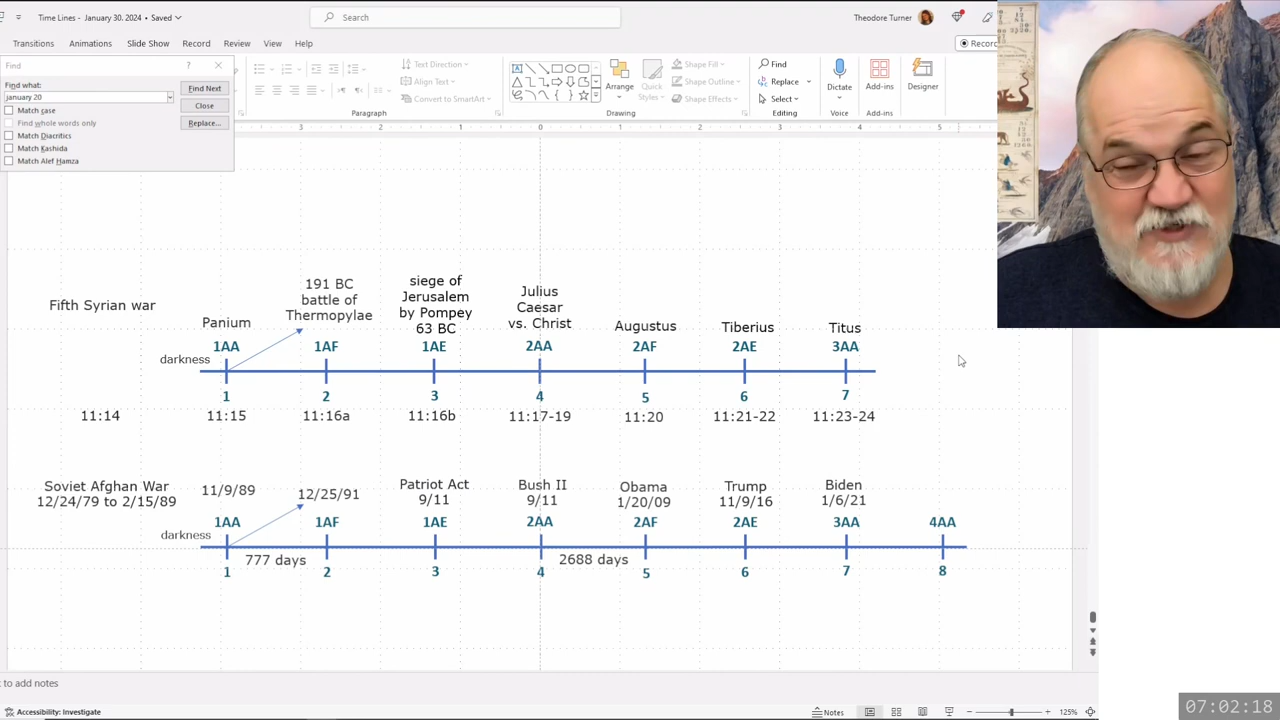 Time Lines - January 30, 2024 • Saved
Search
Theodore Turner
Transitions Animations Slide Show Record Review View Help
Record
Find ?
Find what:
january 20
Find Next
Match case
Close
Find whole words only
Replace...
Match Diacritics
Match Kashida
Match Alef Hamza
Text Direction
Align Text
Convert to SmartArt
Paragraph
Arrange
Quick Styles
Shape Fill
Shape Outline
Shape Effects
Drawing
Find
Replace
Select
Editing
Dictate
Voice
Add-ins
Add-ins
Designer
3 2 1 0 1 2 3 4 5
Fifth Syrian war
Panium
191 BC
battle of
Thermopylae
siege of
Jerusalem
by Pompey
63 BC
Julius
Caesar
vs. Christ
Augustus
Tiberius
Titus
1AA 1AF 1AE 2AA 2AF 2AE 3AA
darkness
1 2 3 4 5 6 7
11:14 11:15 11:16a 11:16b 11:17-19 11:20 11:21-22 11:23-24
Soviet Afghan War
12/24/79 to 2/15/89
11/9/89
12/25/91
Patriot Act
9/11
Bush II
9/11
Obama
1/20/09
Trump
11/9/16
Biden
1/6/21
1AA 1AF 1AE 2AA 2AF 2AE 3AA 4AA
darkness
777 days 2688 days
1 2 3 4 5 6 7 8
to add notes
Accessibility: Investigate
Notes
125%
07:02:18